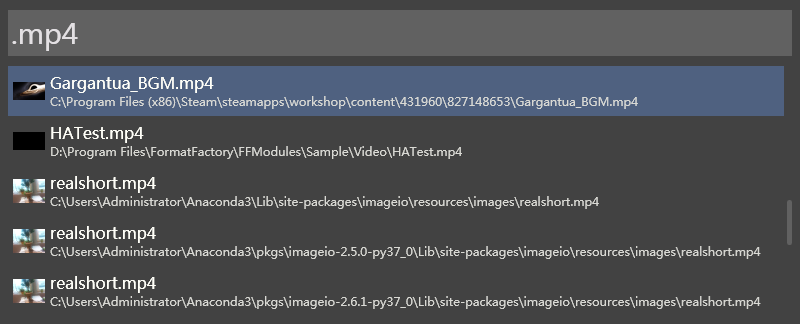 .mp4
Gargantua_BGM.mp4
C:\Program Files (x86)\Steam\steamapps\workshop\content\431960\827148653\Gargantua_BGM.mp4
HATest.mp4
D:\Program Files\FormatFactory\FFModules\Sample\Video\HATest.mp4
realshort.mp4
C:\Users\Administrator\Anaconda3\Lib\site-packages\imageio\resources\images\realshort.mp4
realshort.mp4
C:\Users\Administrator\Anaconda3\pkgs\imageio-2.5.0-py37_0\Lib\site-packages\imageio\resources\images\realshort.mp4
realshort.mp4
C:\Users\Administrator\Anaconda3\pkgs\imageio-2.6.1-py37_0\Lib\site-packages\imageio\resources\images\realshort.mp4